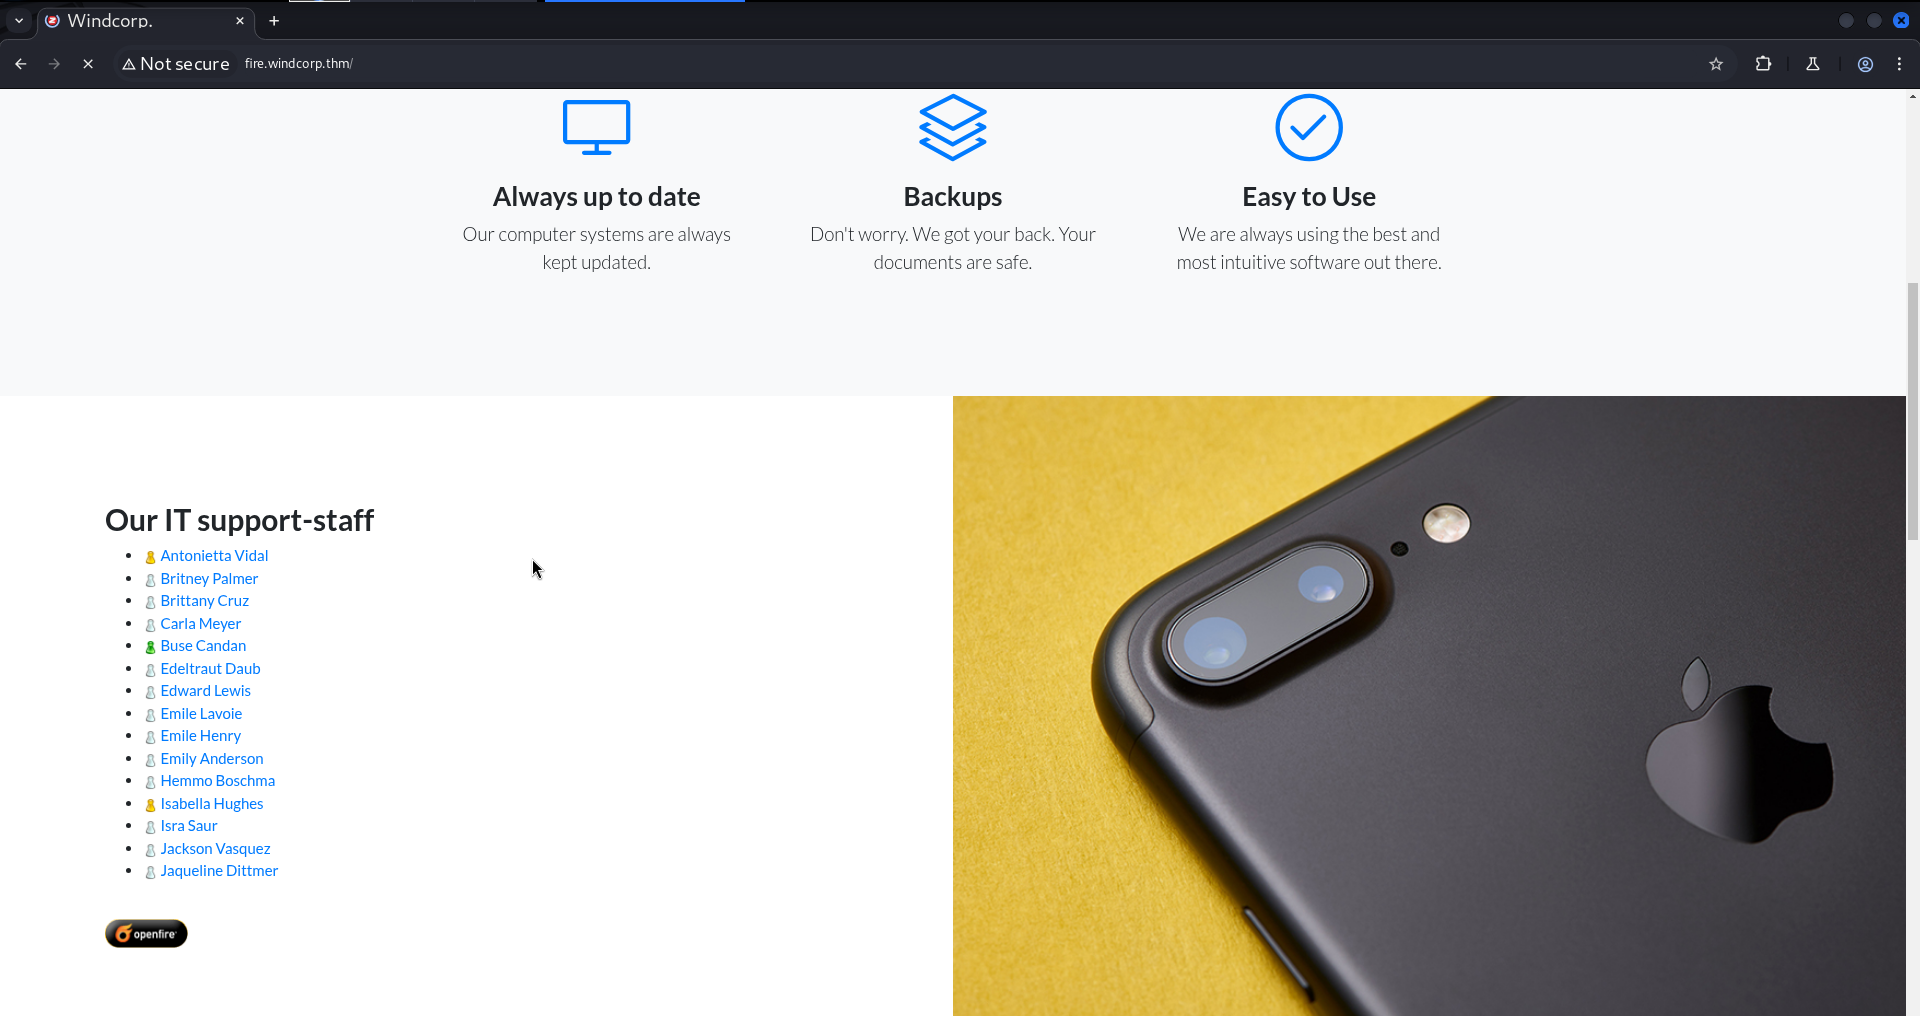 Windcorp.
Not secure
fire.windcorp.thm/
Always up to date
Our computer systems are always
kept updated.
Backups
Don't worry. We got your back. Your
documents are safe.
Easy to Use
We are always using the best and
most intuitive software out there.
Our IT support-staff
Antonietta Vidal
Britney Palmer
Brittany Cruz
Carla Meyer
Buse Candan
Edeltraut Daub
Edward Lewis
Emile Lavoie
Emile Henry
Emily Anderson
Hemmo Boschma
Isabella Hughes
Isra Saur
Jackson Vasquez
Jaqueline Dittmer
openfire